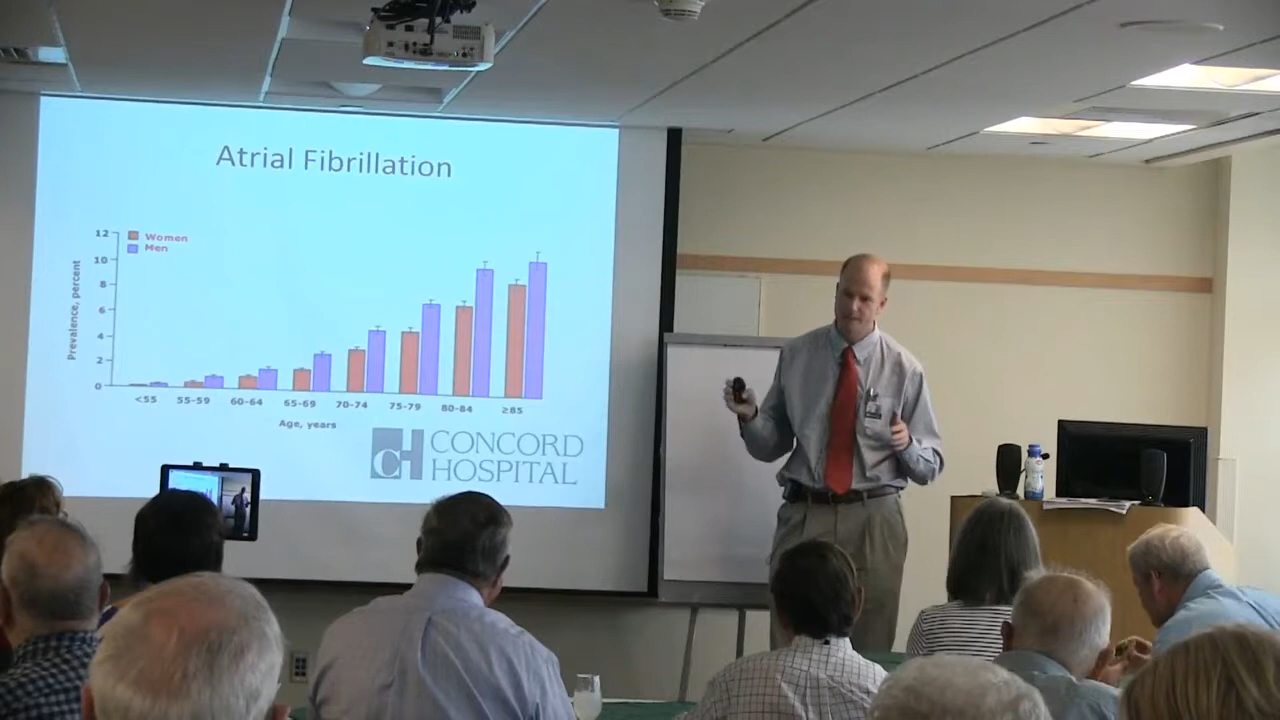 Atrial Fibrillation
12
10
8
6
4
2
0
Prevalence, percent
Women
Men
<55 55-59 60-64 65-69 70-74 75-79 80-84 ≥85
Age, years
CH
CONCORD
HOSPITAL